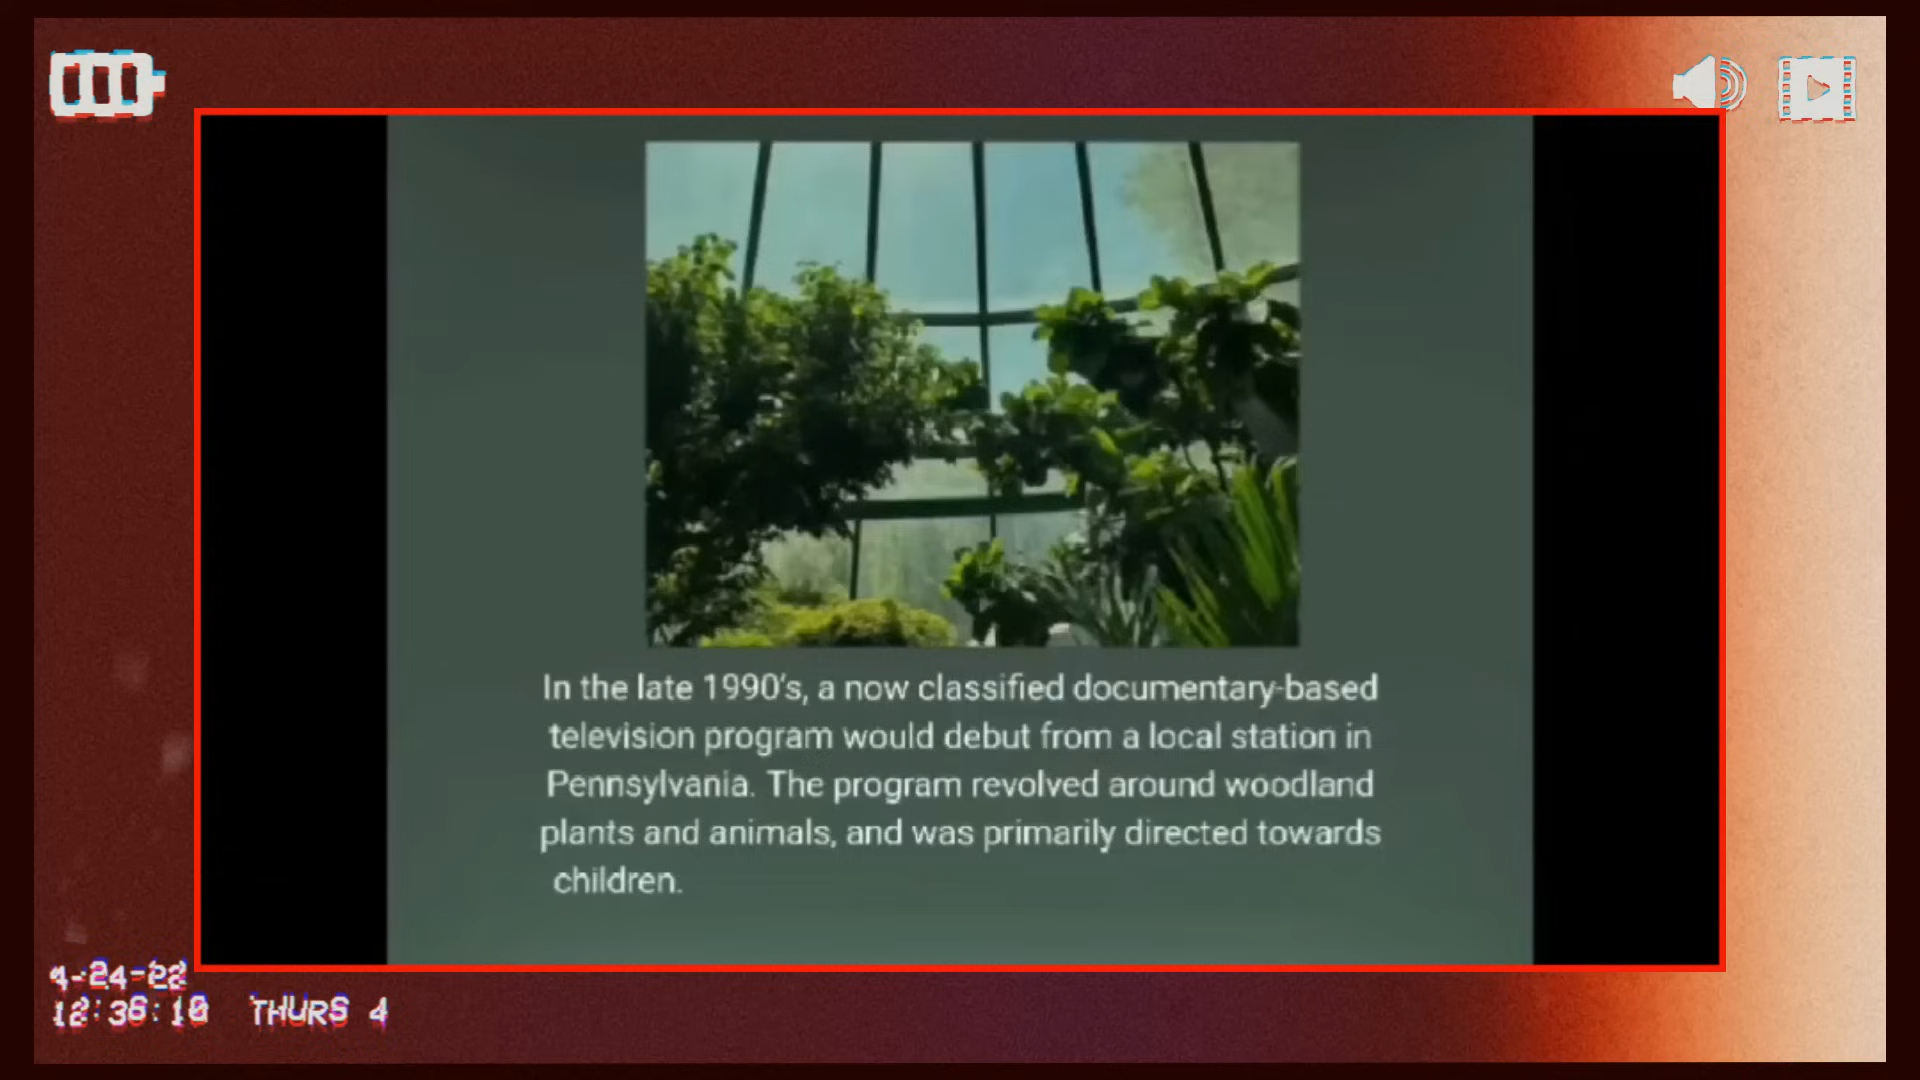 In the late 1990's, a now classified documentary-based
television program would debut from a local station in
Pennsylvania. The program revolved around woodland
plants and animals, and was primarily directed towards
children.
4-24-22
12:36:10 THURS 4